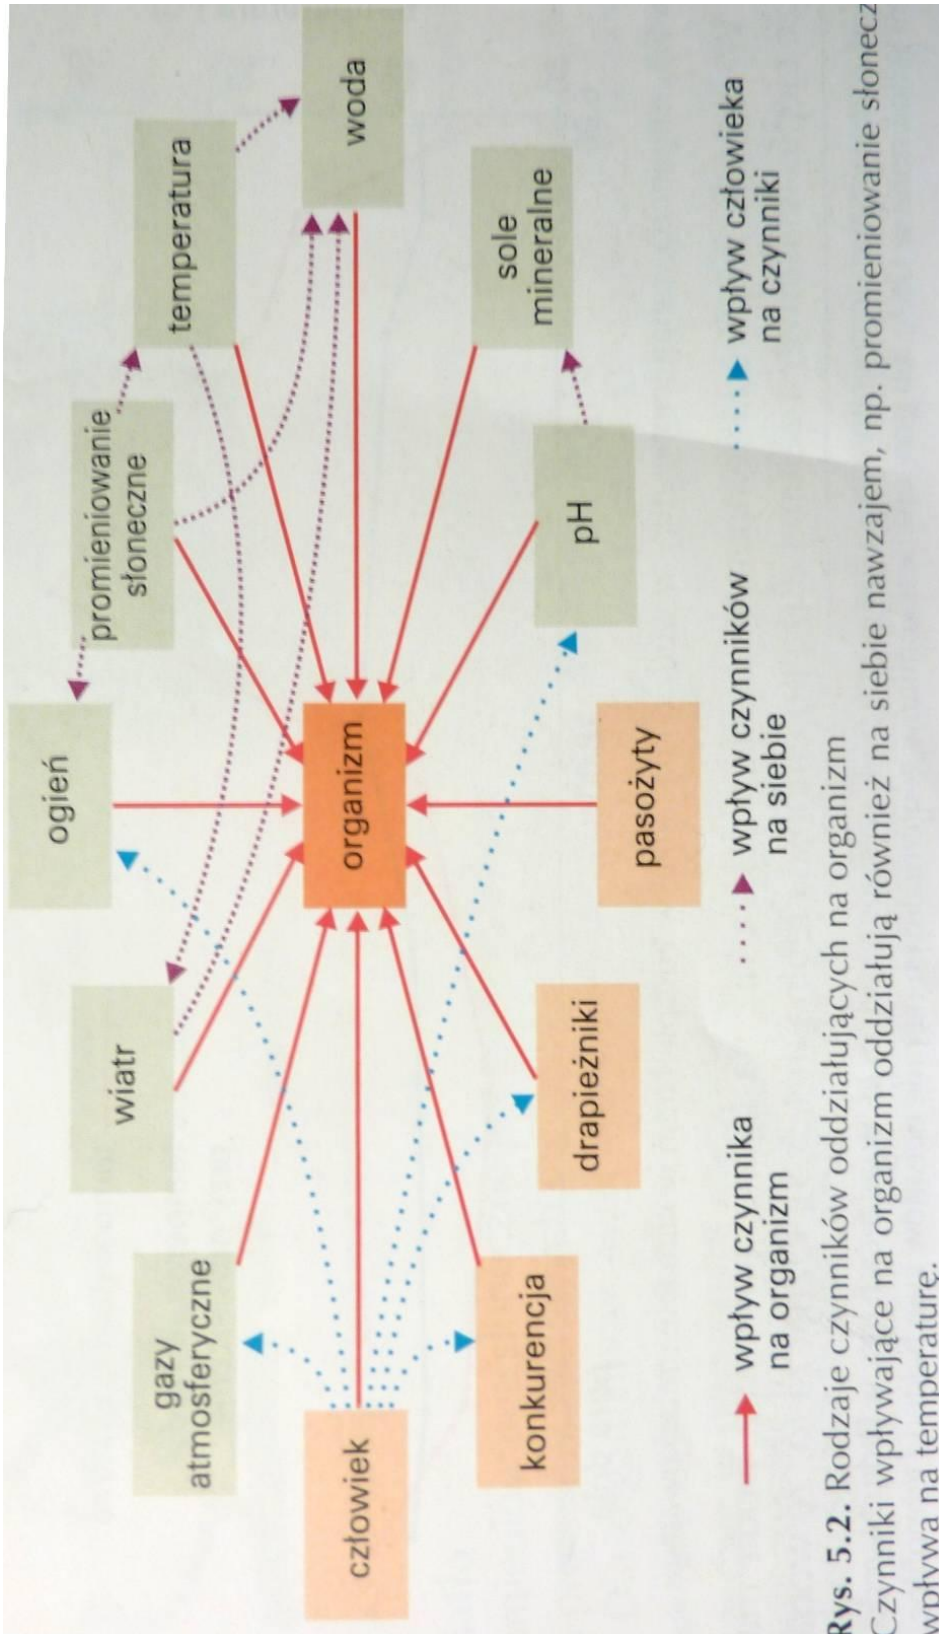 ogień
promieniowanie
słoneczne
wiatr
temperatura
gazy
atmosferyczne
woda
człowiek
organizm
sole
mineralne
konkurencja
pH
drapieżniki
pasożyty
wpływ czynnika
na organizm
wpływ czynników
na siebie
wpływ człowieka
na czynniki
Rys. 5.2. Rodzaje czynników oddziałujących na organizm
Czynniki wpływające na organizm oddziałują również na siebie nawzajem, np. promieniowanie słonecz
wpływa na temperaturę.